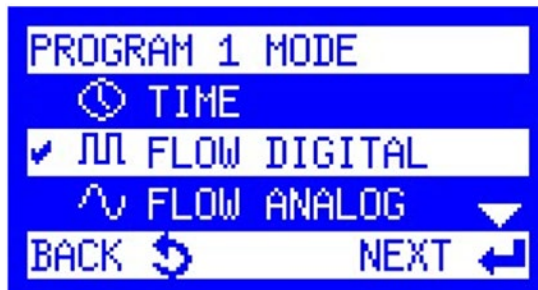 PROGRAM 1 MODE
TIME
FLOW DIGITAL
FLOW ANALOG
BACK NEXT